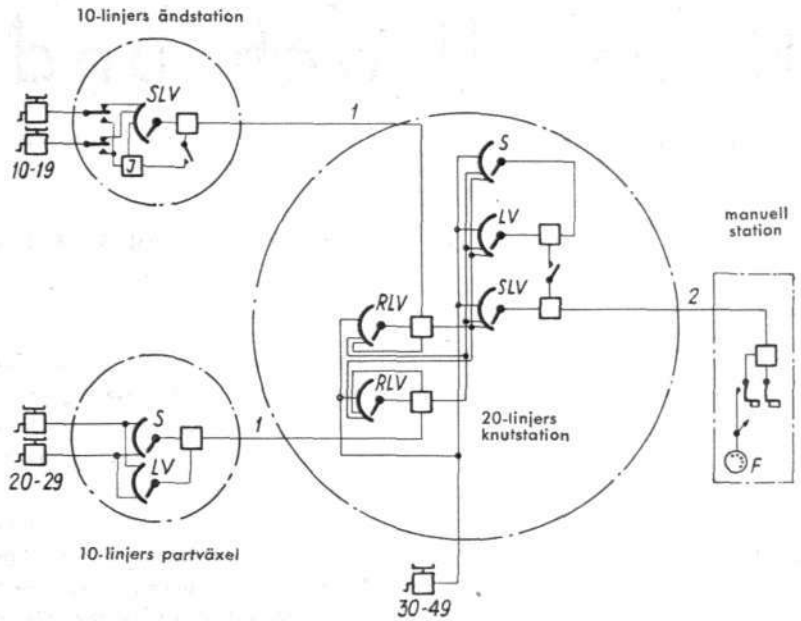 10-linjers ändstation
SLV
J
10-19
1
S
LV
SLV
RLV
RLV
manuell
station
2
F
20-linjers
knutstation
S
LV
1
20-29
10-linjers partväxel
30-49